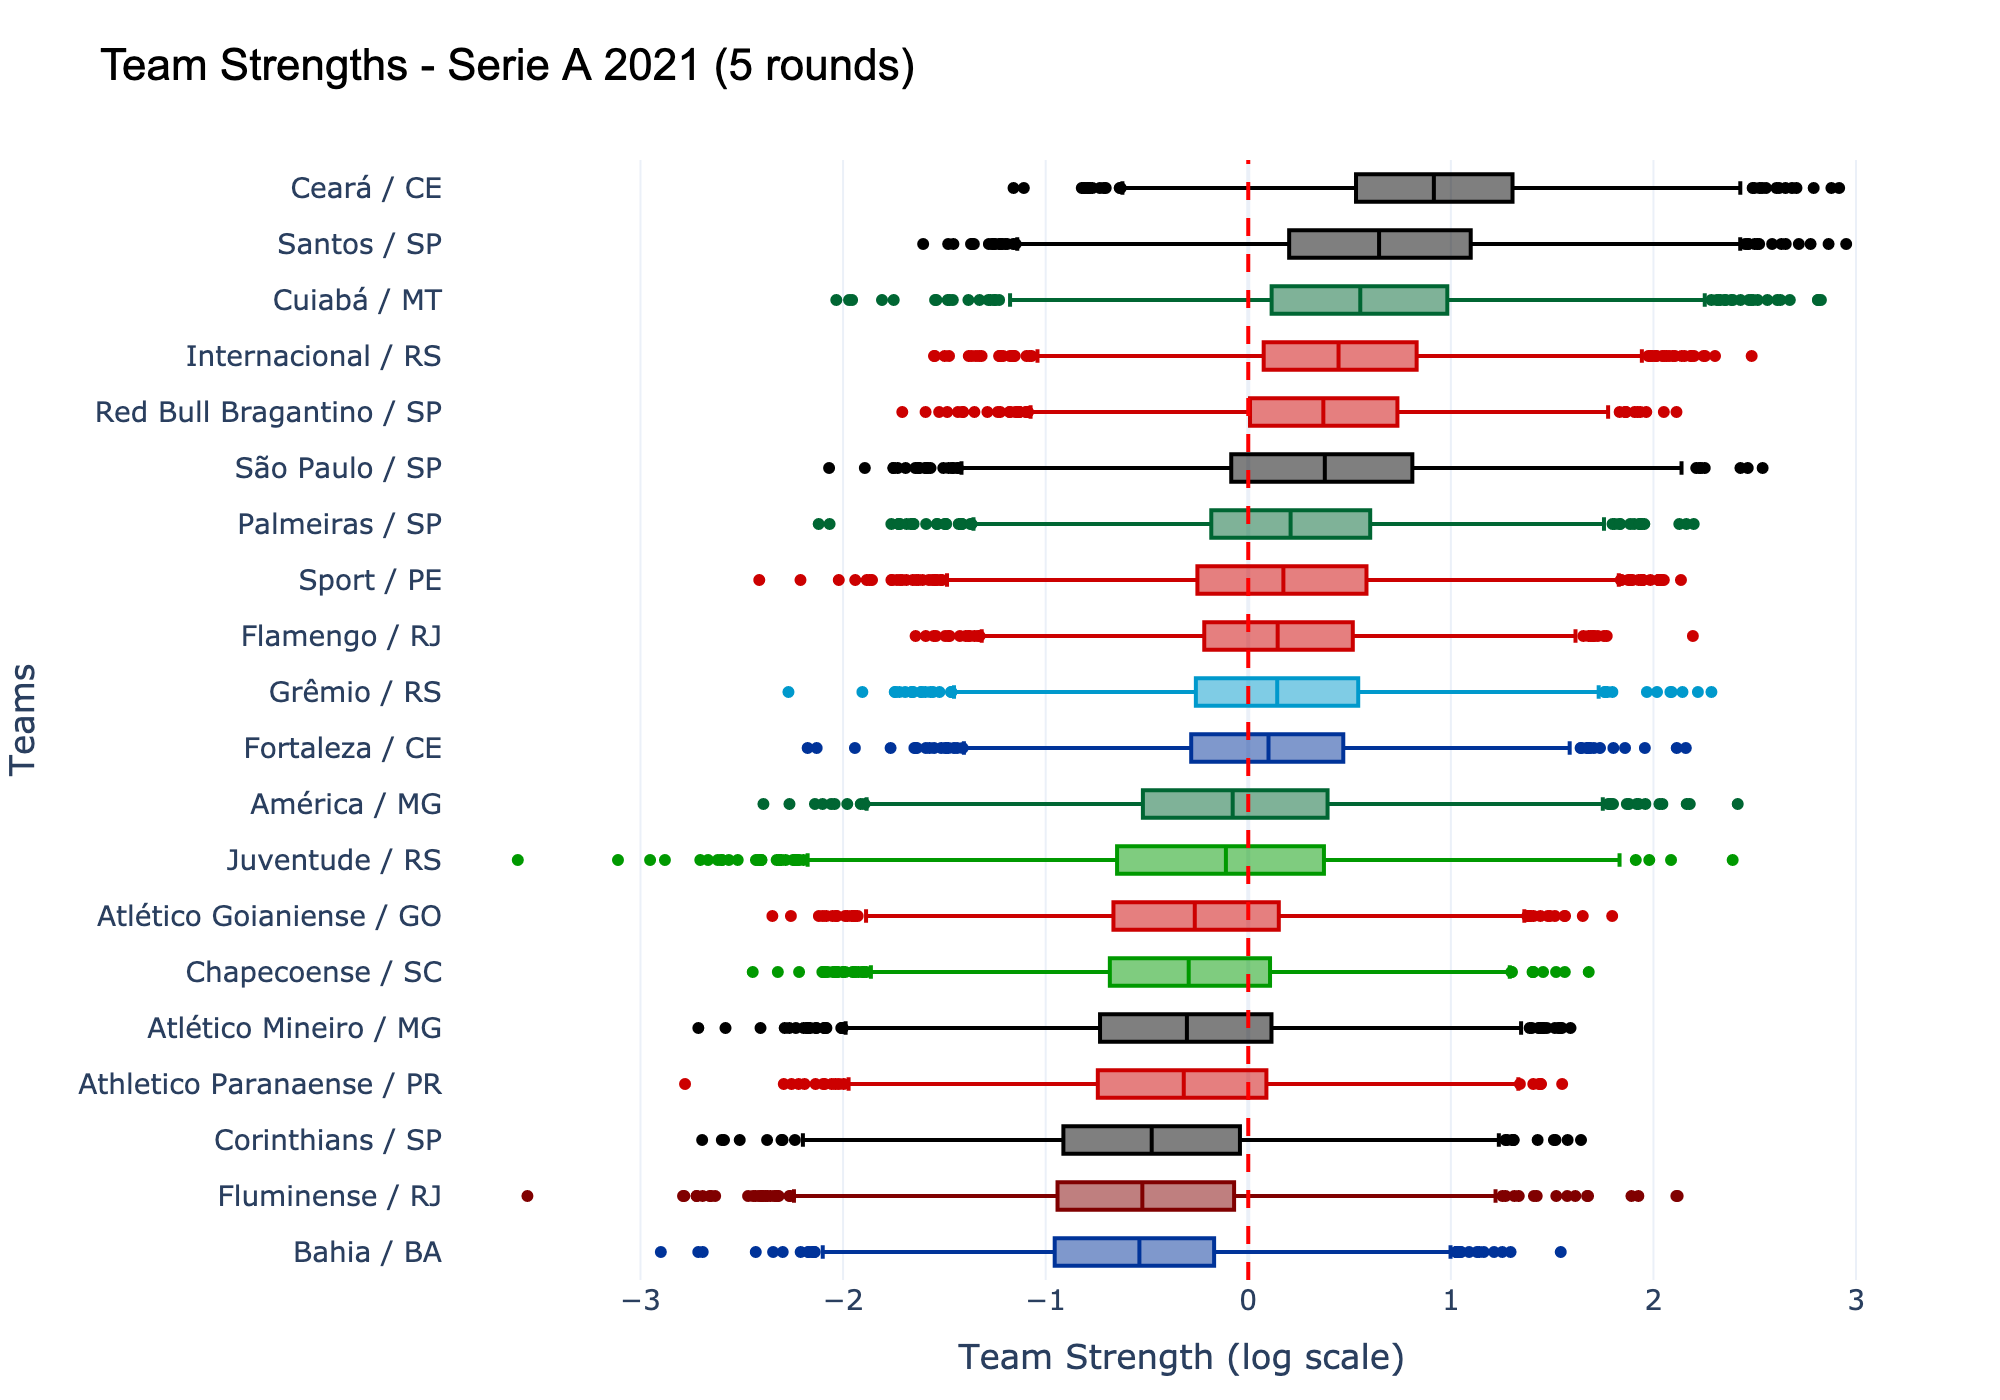 Team Strengths - Serie A 2021 (5 rounds)
Teams
Ceará / CE
Santos / SP
Cuiabá / MT
Internacional / RS
Red Bull Bragantino / SP
São Paulo / SP
Palmeiras / SP
Sport / PE
Flamengo / RJ
Grêmio / RS
Fortaleza / CE
América / MG
Juventude / RS
Atlético Goianiense / GO
Chapecoense / SC
Atlético Mineiro / MG
Athletico Paranaense / PR
Corinthians / SP
Fluminense / RJ
Bahia / BA
−3 −2 −1 0 1 2 3
Team Strength (log scale)